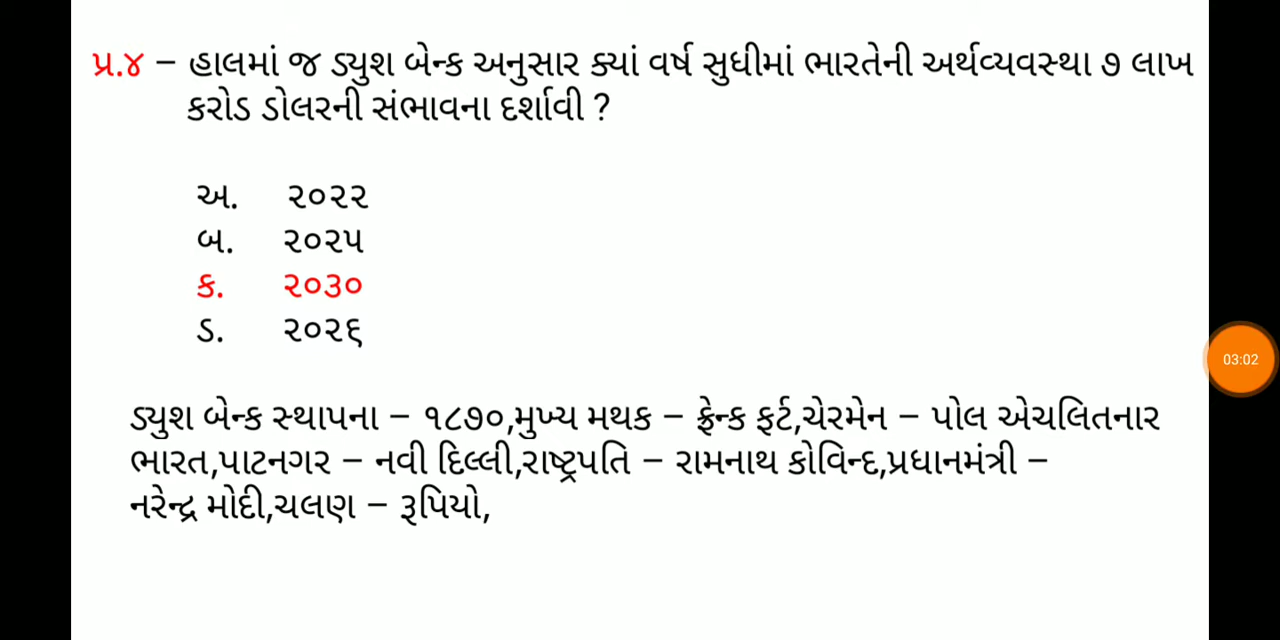 પ્ર.૪ – હાલમાં જ ડ્યુશ બેન્ક અનુસાર ક્યાં વર્ષ સુધીમાં ભારતેની અર્થવ્યવસ્થા ૭ લાખ
કરોડ ડોલરની સંભાવના દર્શાવી ?
અ. ૨૦૨૨
બ. ૨૦૨૫
ક. ૨૦૩૦
ડ. ૨૦૨૬
03:02
ડ્યુશ બેન્ક સ્થાપના – ૧૮૭૦,મુખ્ય મથક – ફ્રેન્ક ફર્ટ,ચેરમેન – પોલ એચલિતનાર
ભારત,પાટનગર – નવી દિલ્લી,રાષ્ટ્રપતિ – રામનાથ કોવિન્દ,પ્રધાનમંત્રી –
નરેન્દ્ર મોદી,ચલણ – રૂપિયો,